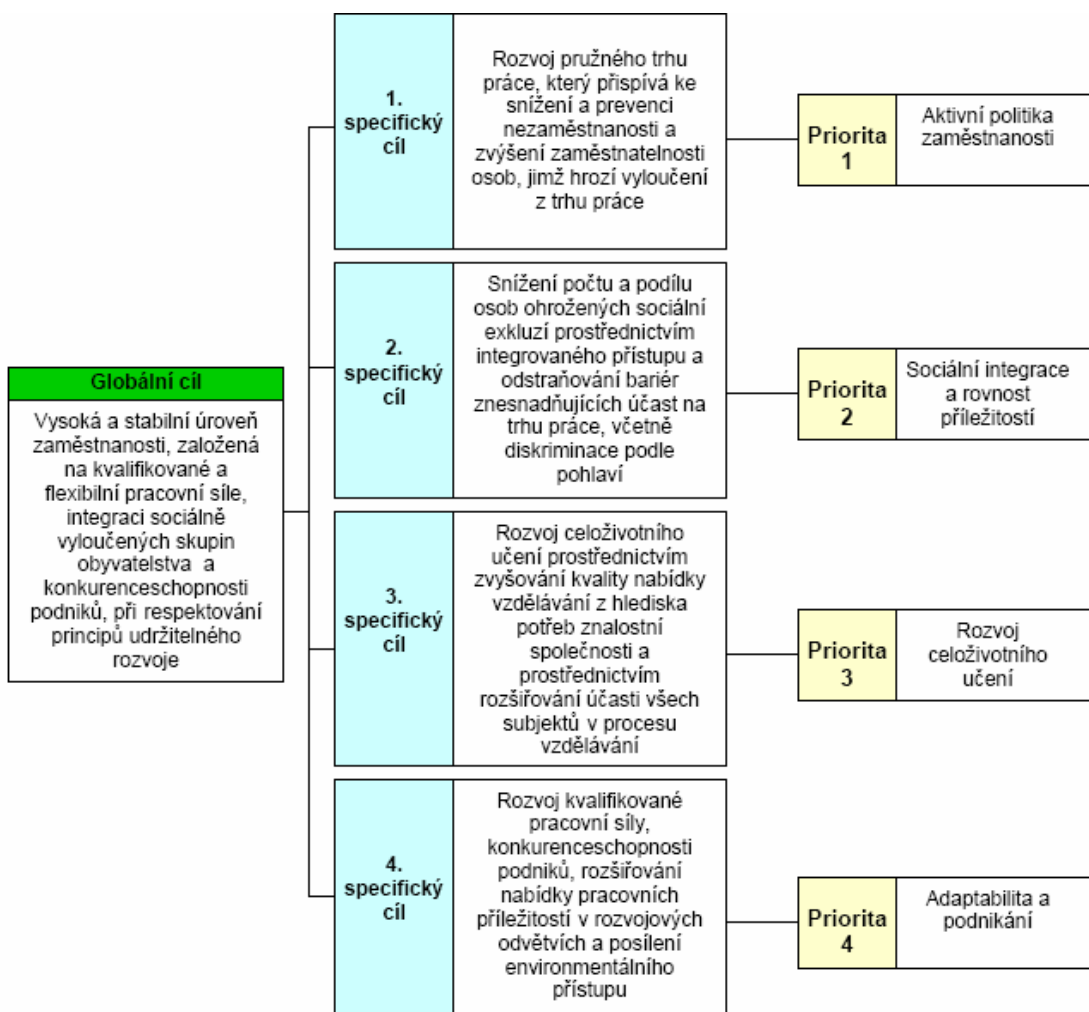 Globální cíl
Vysoká a stabilní úroveň
zaměstnanosti, založená
na kvalifikované a
flexibilní pracovní síle,
integraci sociálně
vyloučených skupin
obyvatelstva a
konkurenceschopnosti
podniků, při respektování
principů udržitelného
rozvoje
1.
specifický
cíl
Rozvoj pružného trhu
práce, který přispívá ke
snížení a prevenci
nezaměstnanosti a
zvýšení zaměstnatelnosti
osob, jimž hrozí vyloučení
z trhu práce
Priorita
1
Aktivní politika
zaměstnanosti
2.
specifický
cíl
Snížení počtu a podílu
osob ohrožených sociální
exkluzí prostřednictvím
integrovaného přístupu a
odstraňování bariér
znesnadňujících účast na
trhu práce, včetně
diskriminace podle
pohlaví
Priorita
2
Sociální integrace
a rovnost
příležitostí
3.
specifický
cíl
Rozvoj celoživotního
učení prostřednictvím
zvyšování kvality nabídky
vzdělávání z hlediska
potřeb znalostní
společnosti a
prostřednictvím
rozšiřování účasti všech
subjektů v procesu
vzdělávání
Priorita
3
Rozvoj
celoživotního
učení
4.
specifický
cíl
Rozvoj kvalifikované
pracovní síly,
konkurenceschopnosti
podniků, rozšiřování
nabídky pracovních
příležitostí v rozvojových
odvětvích a posílení
environmentálního
přístupu
Priorita
4
Adaptabilita a
podnikání